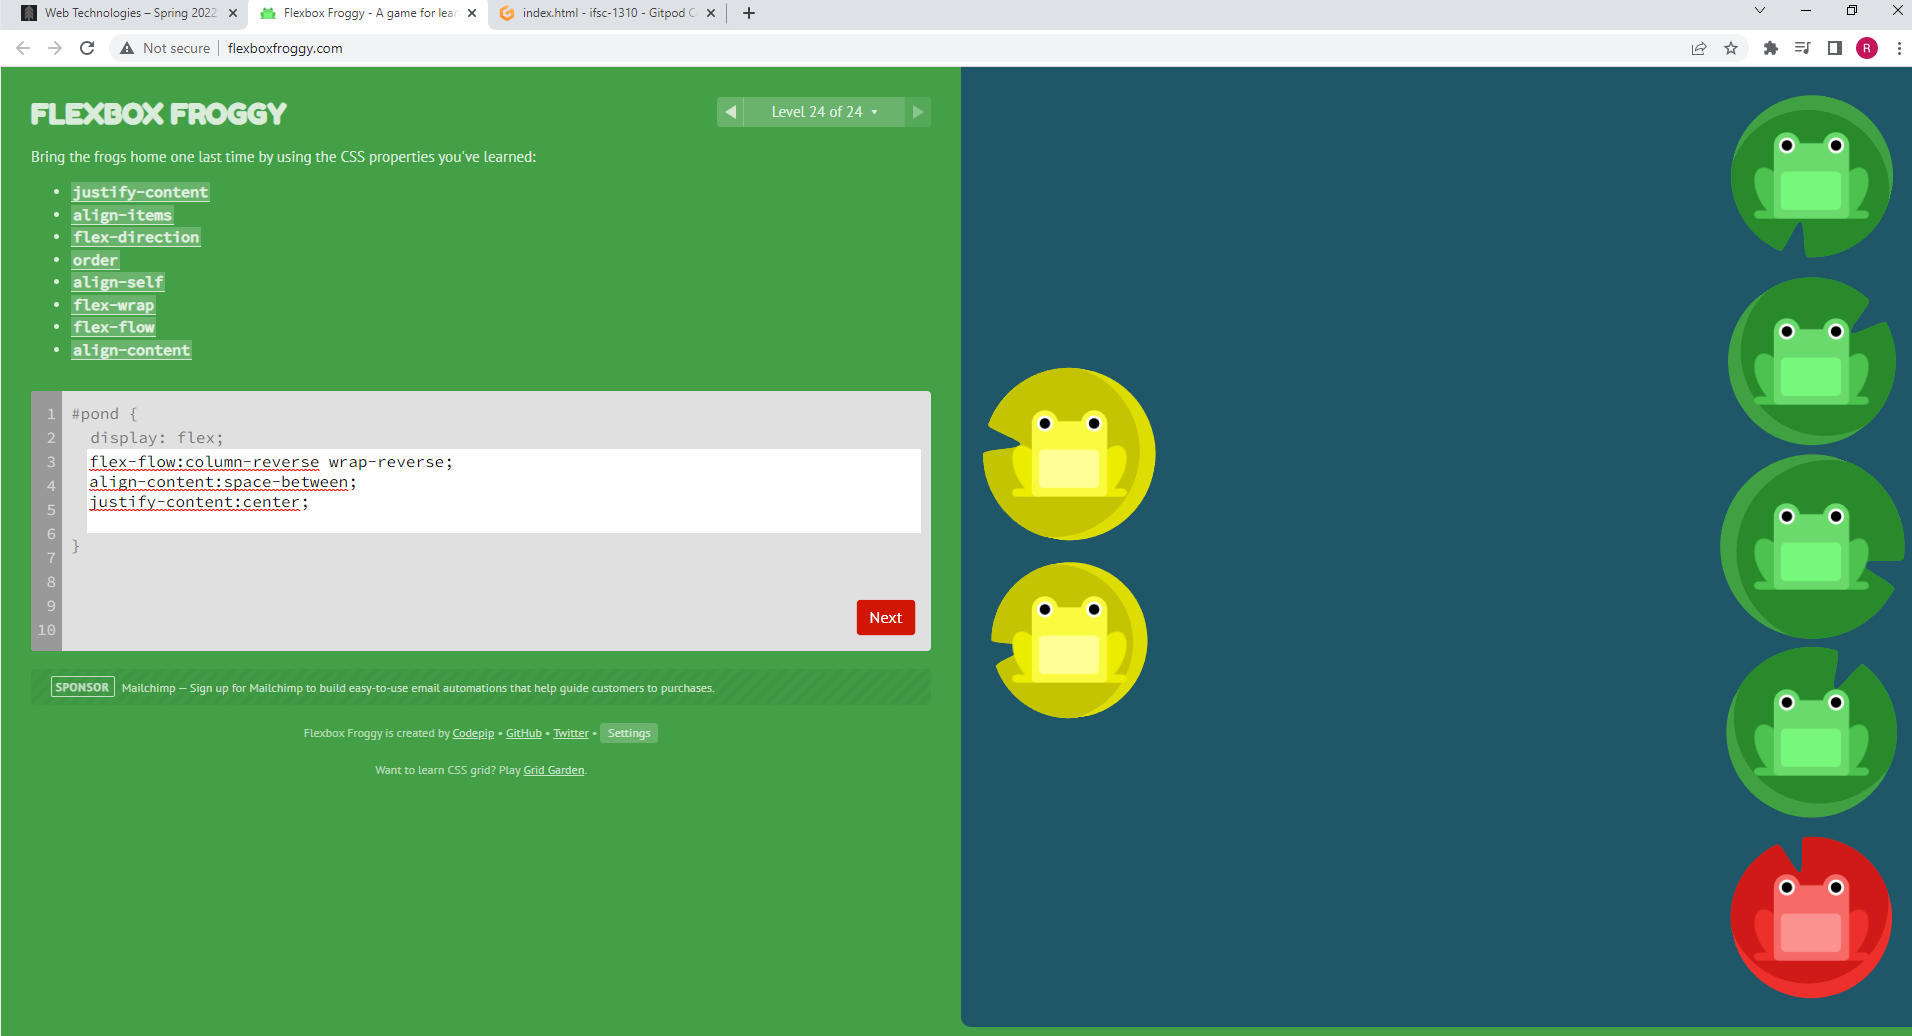 Web Technologies – Spring 2022
Flexbox Froggy - A game for lear
index.html - ifsc-1310 - Gitpod C
Not secure
flexboxfroggy.com
R
FLEXBOX FROGGY
Level 24 of 24
Bring the frogs home one last time by using the CSS properties you've learned:
• justify-content
• align-items
• flex-direction
• order
• align-self
• flex-wrap
• flex-flow
• align-content
1 #pond {
2 display: flex;
3 flex-flow:column-reverse wrap-reverse;
4 align-content:space-between;
5 justify-content:center;
6
7 }
8
9
10
Next
SPONSOR Mailchimp — Sign up for Mailchimp to build easy-to-use email automations that help guide customers to purchases.
Flexbox Froggy is created by Codepip • GitHub • Twitter • Settings
Want to learn CSS grid? Play Grid Garden.